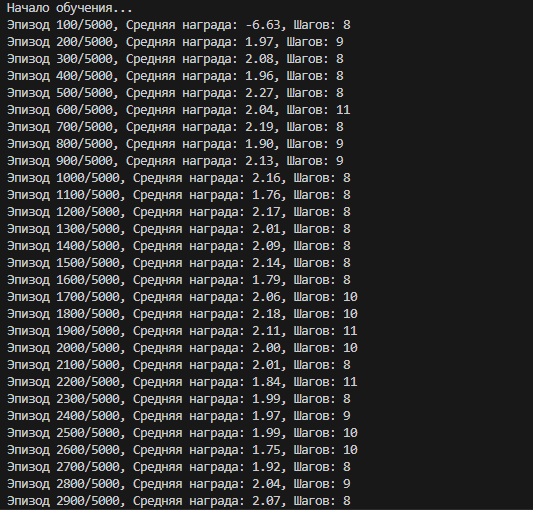 Начало обучения...
Эпизод 100/5000, Средняя награда: -6.63, Шагов: 8
Эпизод 200/5000, Средняя награда: 1.97, Шагов: 9
Эпизод 300/5000, Средняя награда: 2.08, Шагов: 8
Эпизод 400/5000, Средняя награда: 1.96, Шагов: 8
Эпизод 500/5000, Средняя награда: 2.27, Шагов: 8
Эпизод 600/5000, Средняя награда: 2.04, Шагов: 11
Эпизод 700/5000, Средняя награда: 2.19, Шагов: 8
Эпизод 800/5000, Средняя награда: 1.90, Шагов: 9
Эпизод 900/5000, Средняя награда: 2.13, Шагов: 9
Эпизод 1000/5000, Средняя награда: 2.16, Шагов: 8
Эпизод 1100/5000, Средняя награда: 1.76, Шагов: 8
Эпизод 1200/5000, Средняя награда: 2.17, Шагов: 8
Эпизод 1300/5000, Средняя награда: 2.01, Шагов: 8
Эпизод 1400/5000, Средняя награда: 2.09, Шагов: 8
Эпизод 1500/5000, Средняя награда: 2.14, Шагов: 8
Эпизод 1600/5000, Средняя награда: 1.79, Шагов: 8
Эпизод 1700/5000, Средняя награда: 2.06, Шагов: 10
Эпизод 1800/5000, Средняя награда: 2.18, Шагов: 10
Эпизод 1900/5000, Средняя награда: 2.11, Шагов: 11
Эпизод 2000/5000, Средняя награда: 2.00, Шагов: 10
Эпизод 2100/5000, Средняя награда: 2.01, Шагов: 8
Эпизод 2200/5000, Средняя награда: 1.84, Шагов: 11
Эпизод 2300/5000, Средняя награда: 1.99, Шагов: 8
Эпизод 2400/5000, Средняя награда: 1.97, Шагов: 9
Эпизод 2500/5000, Средняя награда: 1.99, Шагов: 10
Эпизод 2600/5000, Средняя награда: 1.75, Шагов: 10
Эпизод 2700/5000, Средняя награда: 1.92, Шагов: 8
Эпизод 2800/5000, Средняя награда: 2.04, Шагов: 9
Эпизод 2900/5000, Средняя награда: 2.07, Шагов: 8